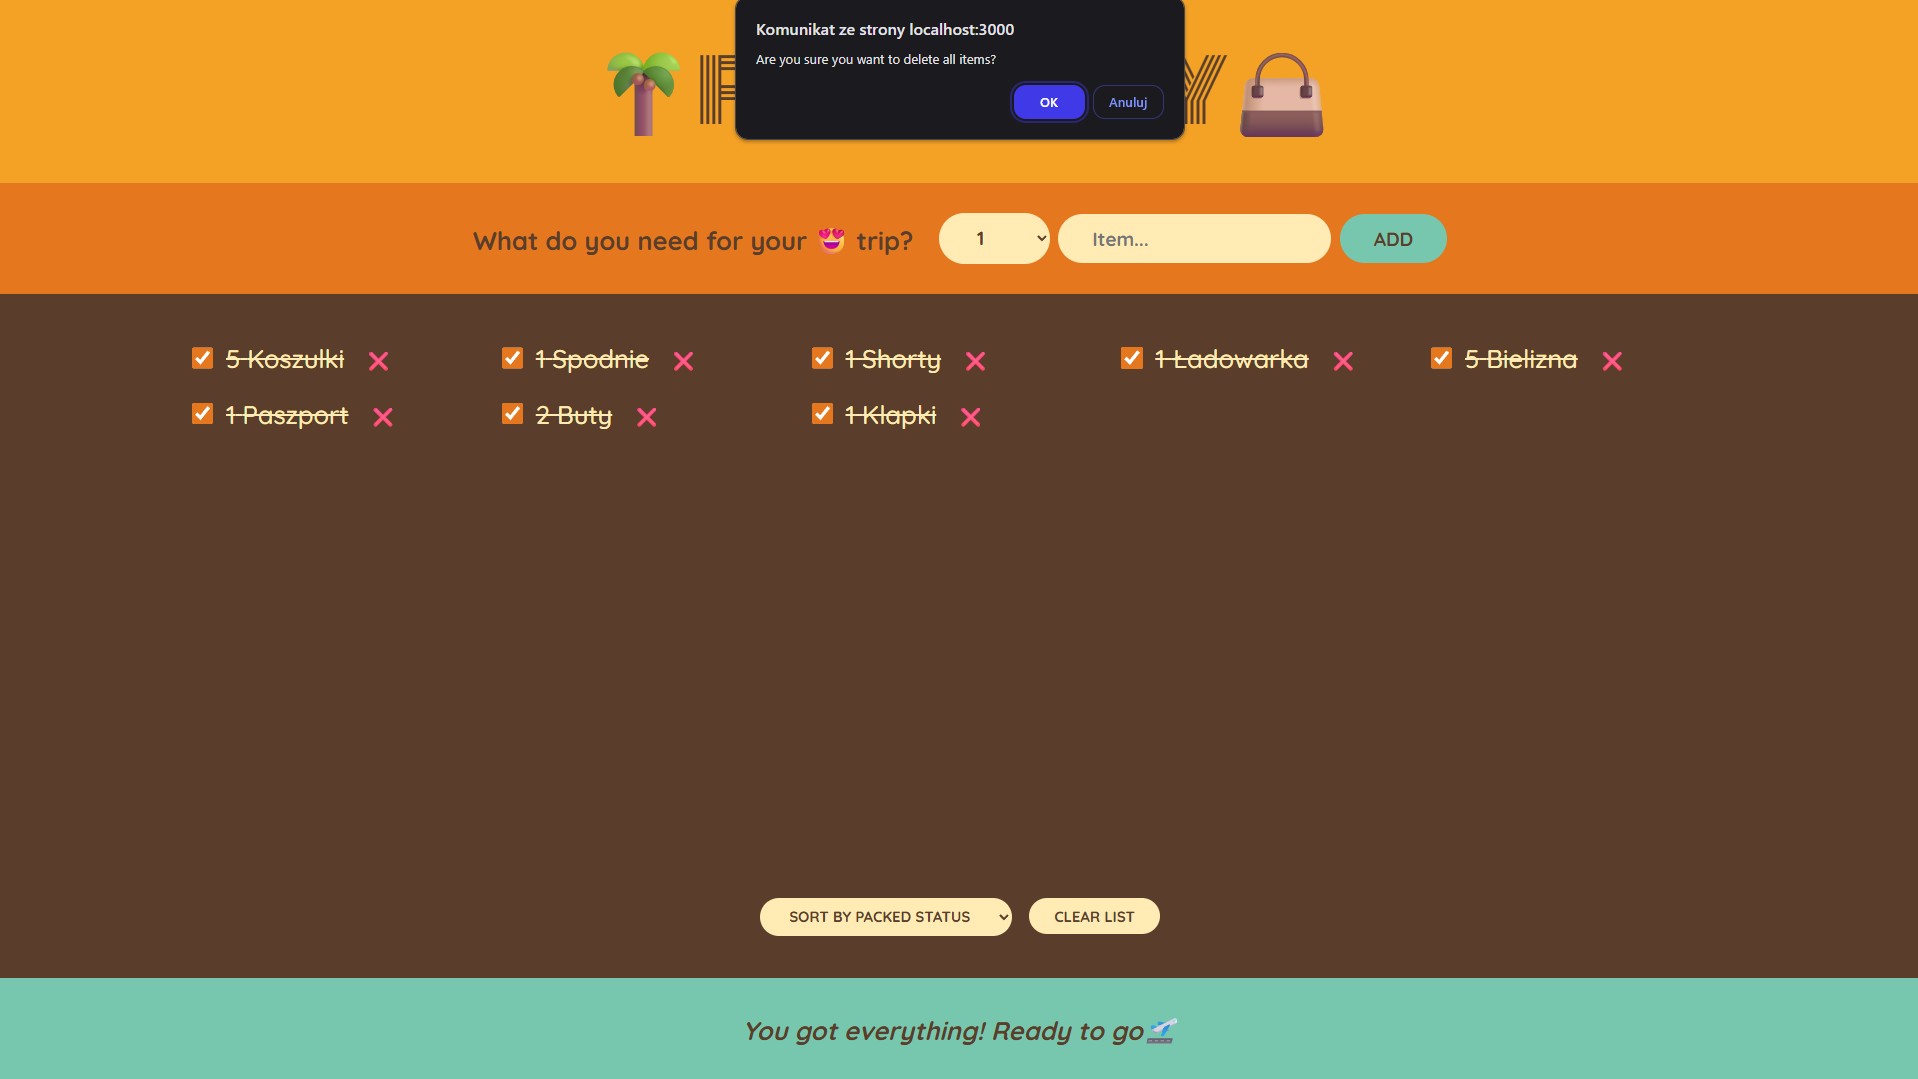 Komunikat ze strony localhost:3000
Are you sure you want to delete all items?
OK
Anuluj
What do you need for your 😍 trip?
1
Item...
ADD
5 Koszulki
1 Spodnie
1 Shorty
1 Ładowarka
5 Bielizna
1 Paszport
2 Buty
1 Klapki
SORT BY PACKED STATUS
CLEAR LIST
You got everything! Ready to go🛫